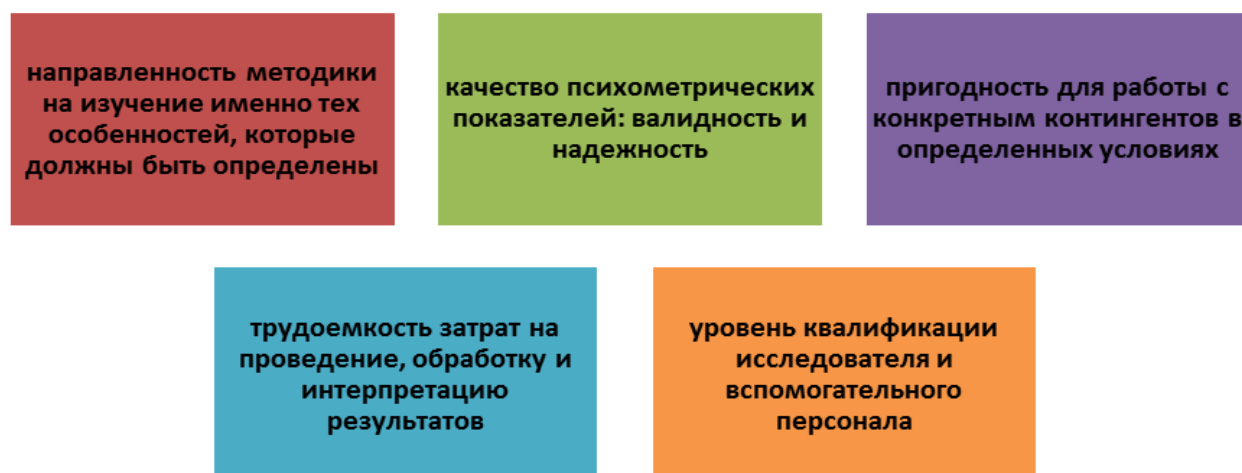 направленность методики
на изучение именно тех
особенностей, которые
должны быть определены
качество психометрических
показателей: валидность и
надежность
пригодность для работы с
конкретным контингентов в
определенных условиях
трудоемкость затрат на
проведение, обработку и
интерпретацию
результатов
уровень квалификации
исследователя и
вспомогательного
персонала